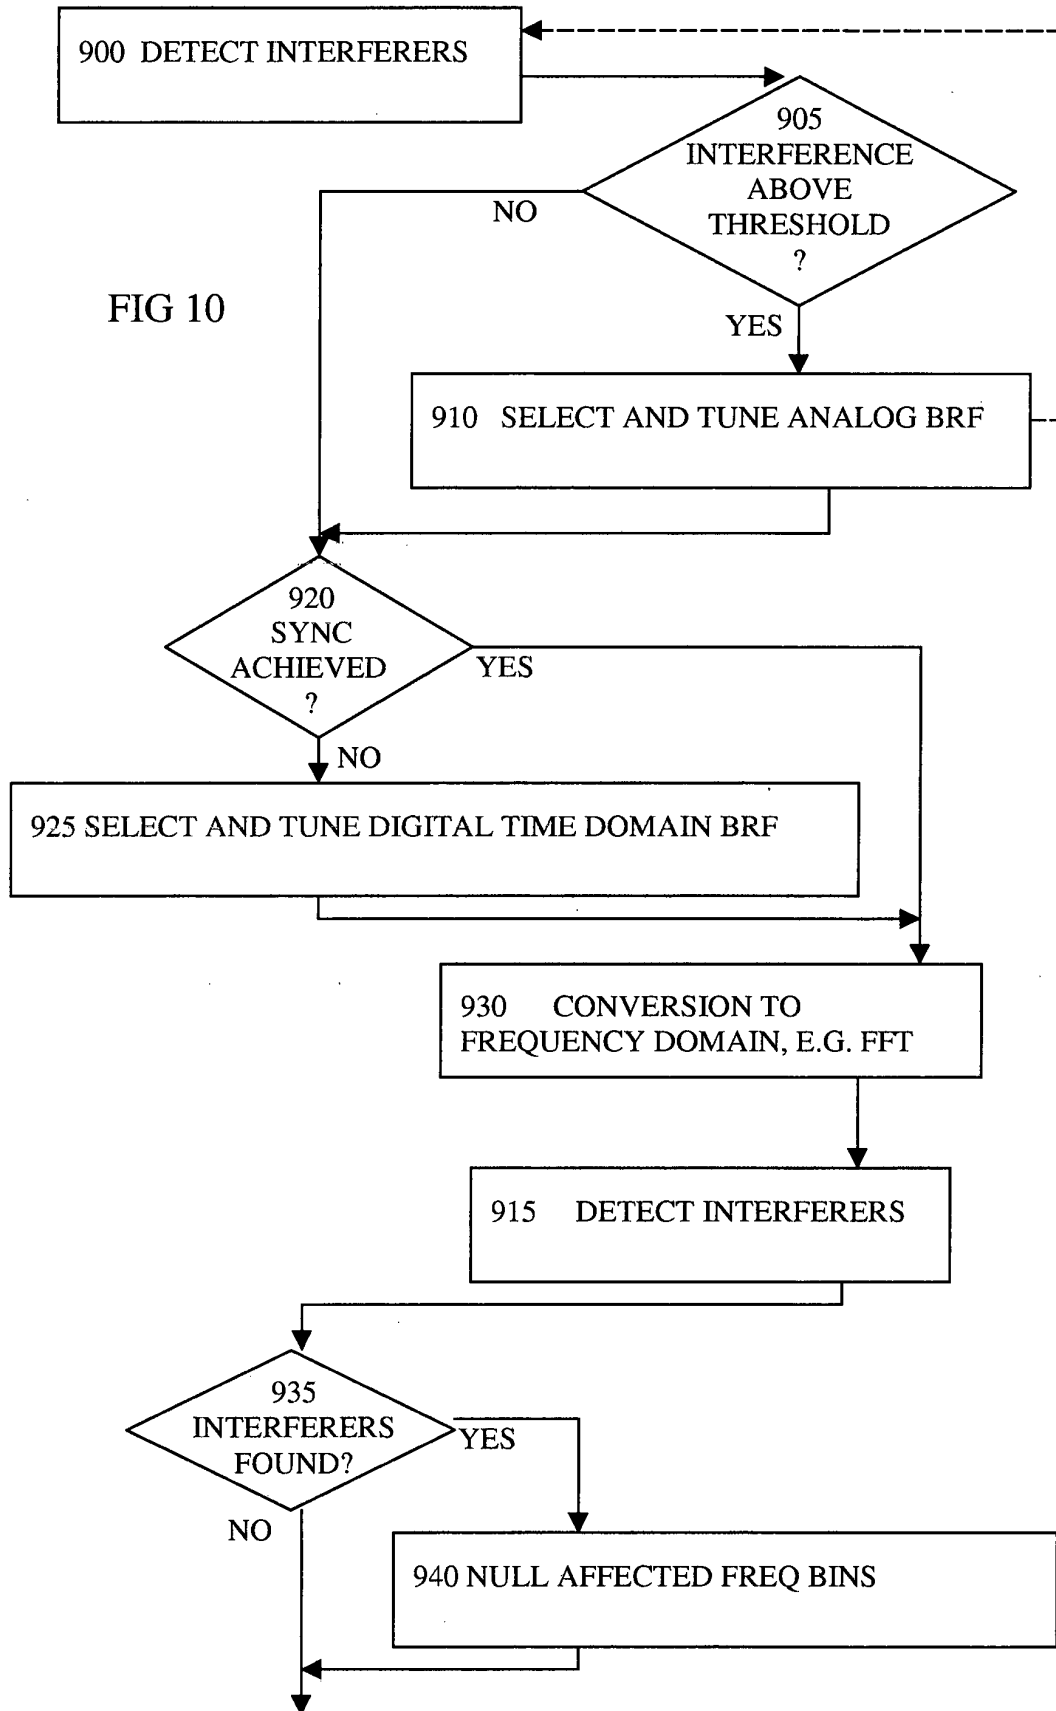 900 DETECT INTERFERERS
905
INTERFERENCE
ABOVE
THRESHOLD
?
NO
FIG 10
YES
910 SELECT AND TUNE ANALOG BRF
920
SYNC
ACHIEVED
?
YES
NO
925 SELECT AND TUNE DIGITAL TIME DOMAIN BRF
930 CONVERSION TO
FREQUENCY DOMAIN, E.G. FFT
915 DETECT INTERFERERS
935
INTERFERERS
FOUND?
YES
NO
940 NULL AFFECTED FREQ BINS